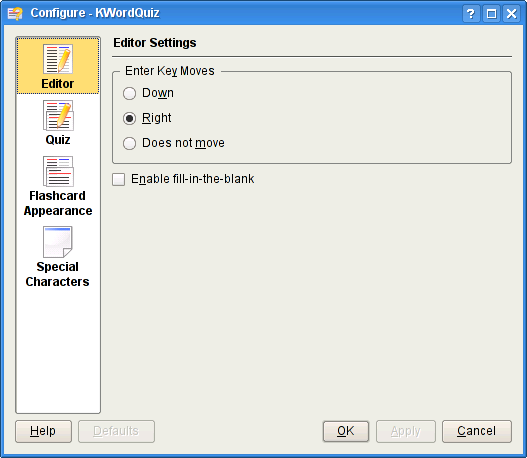 Configure - KWordQuiz
Editor
Quiz
Flashcard
Appearance
Special
Characters
Editor Settings
Enter Key Moves
Down
Right
Does not move
Enable fill-in-the-blank
Help
Defaults
OK
Apply
Cancel